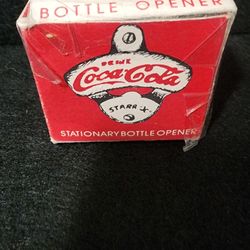 BOTTLE OPENER
DRINK
Coca-Cola
STARR "X"
STATIONARY BOTTLE OPENER